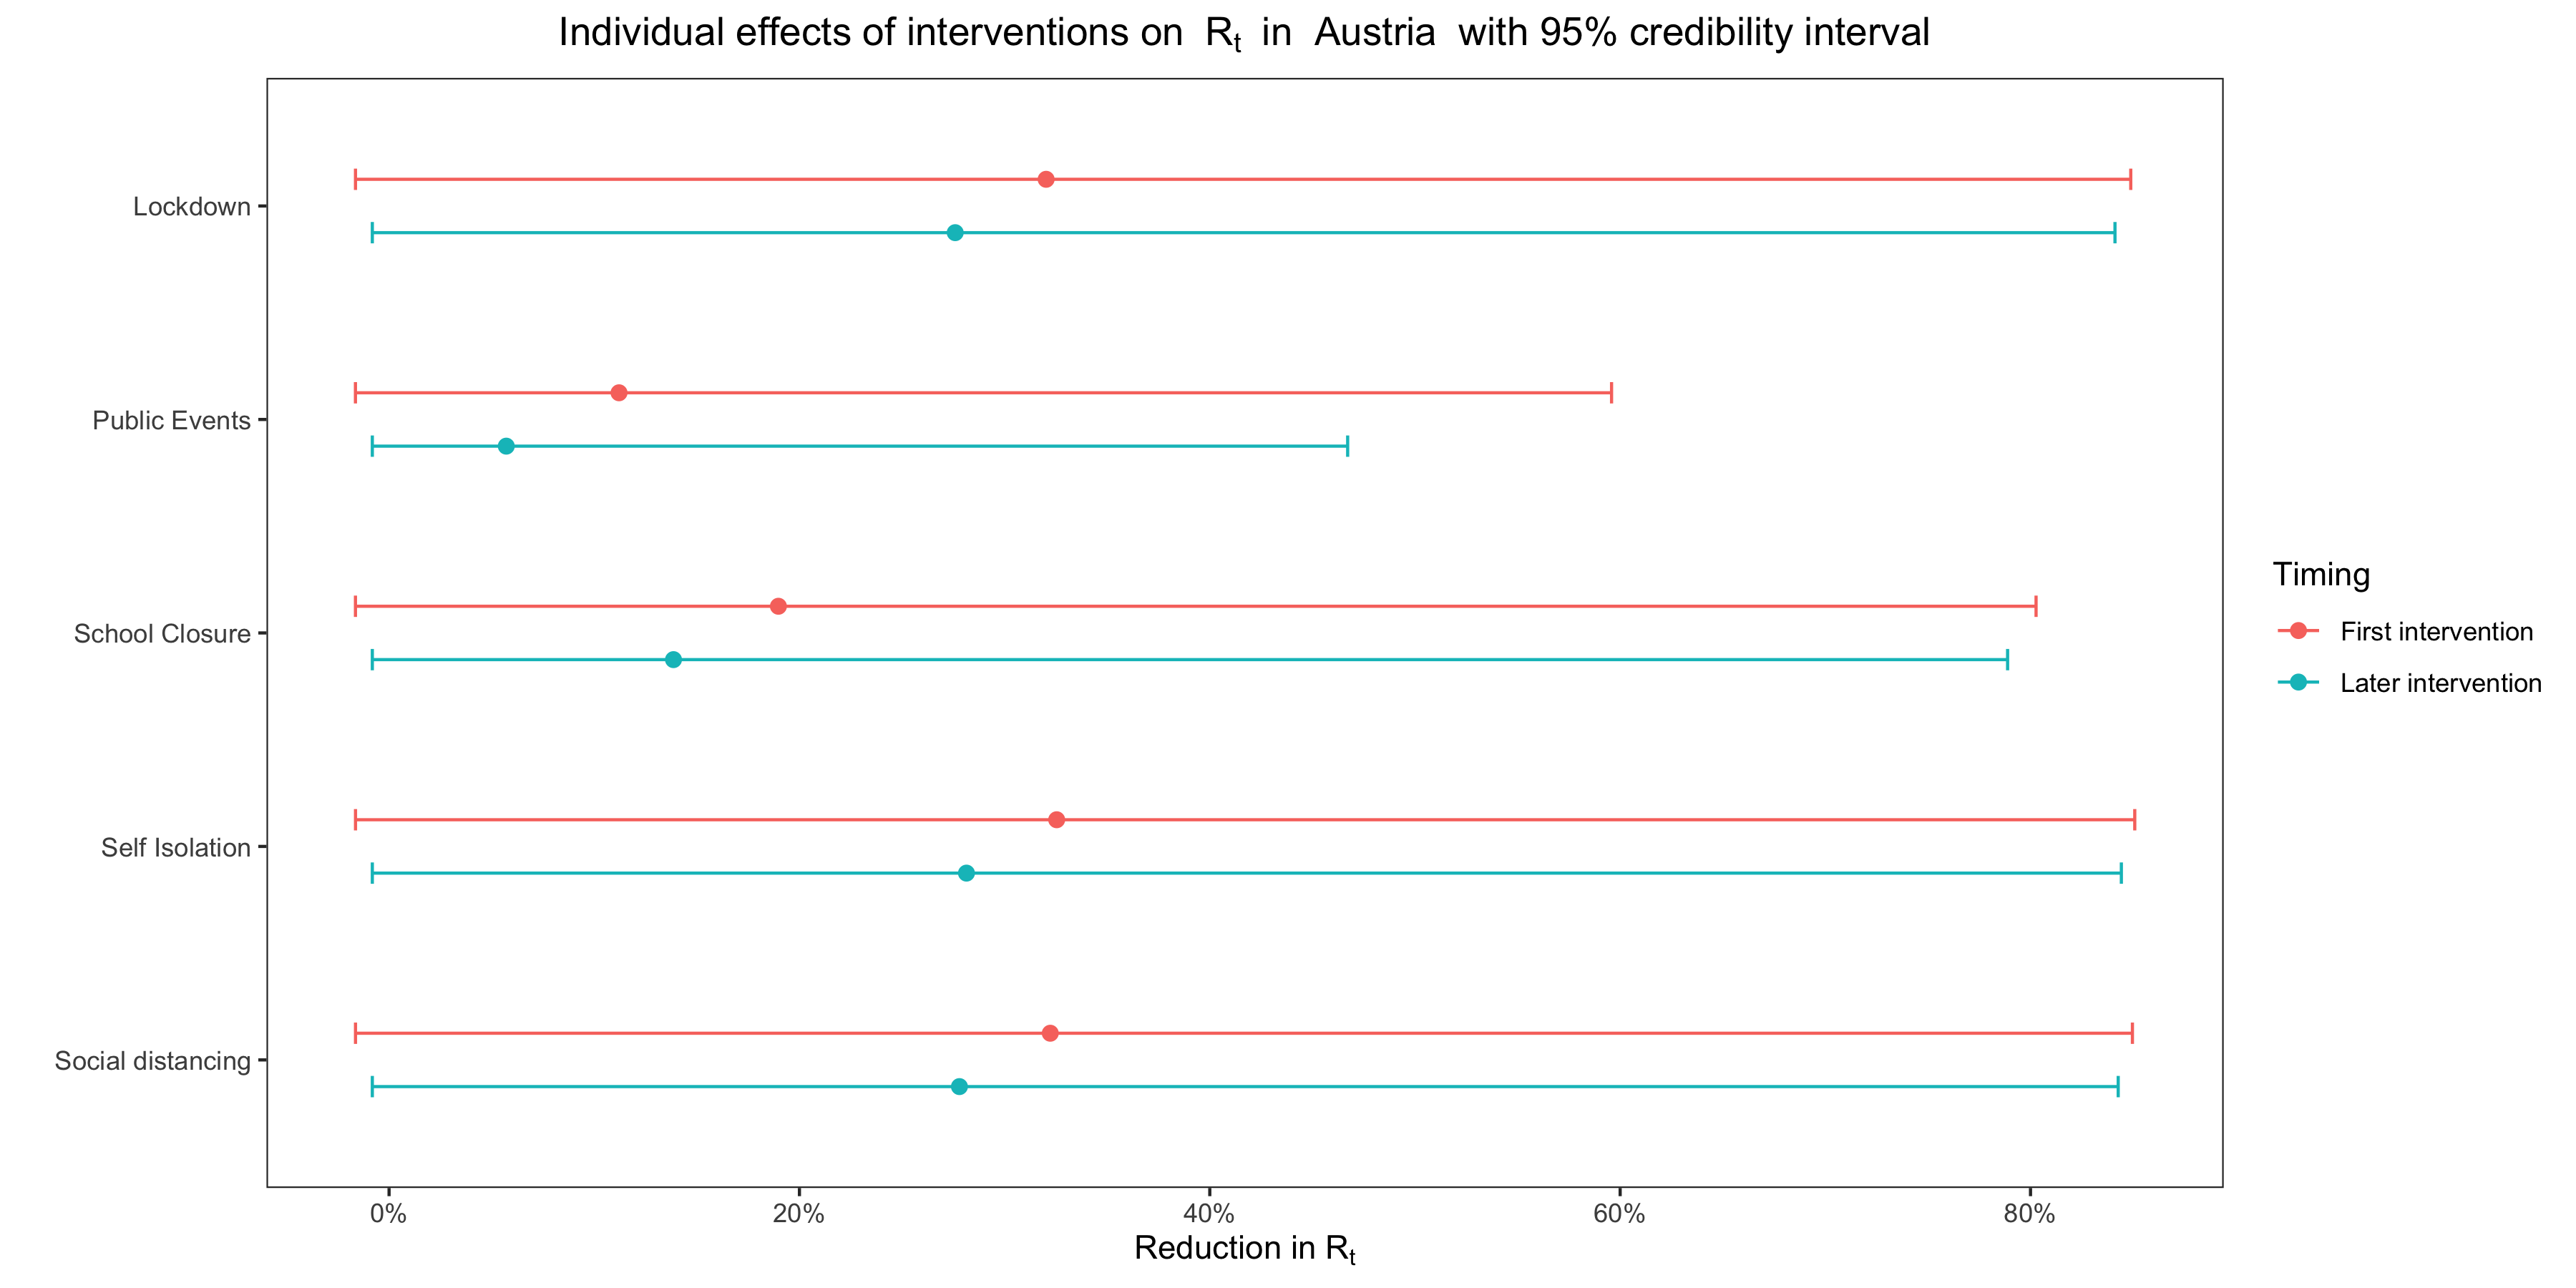 Individual effects of interventions on Rt in Austria with 95% credibility interval
Lockdown
Public Events
School Closure
Self Isolation
Social distancing
0%
20%
40%
60%
80%
Reduction in Rt
Timing
First intervention
Later intervention